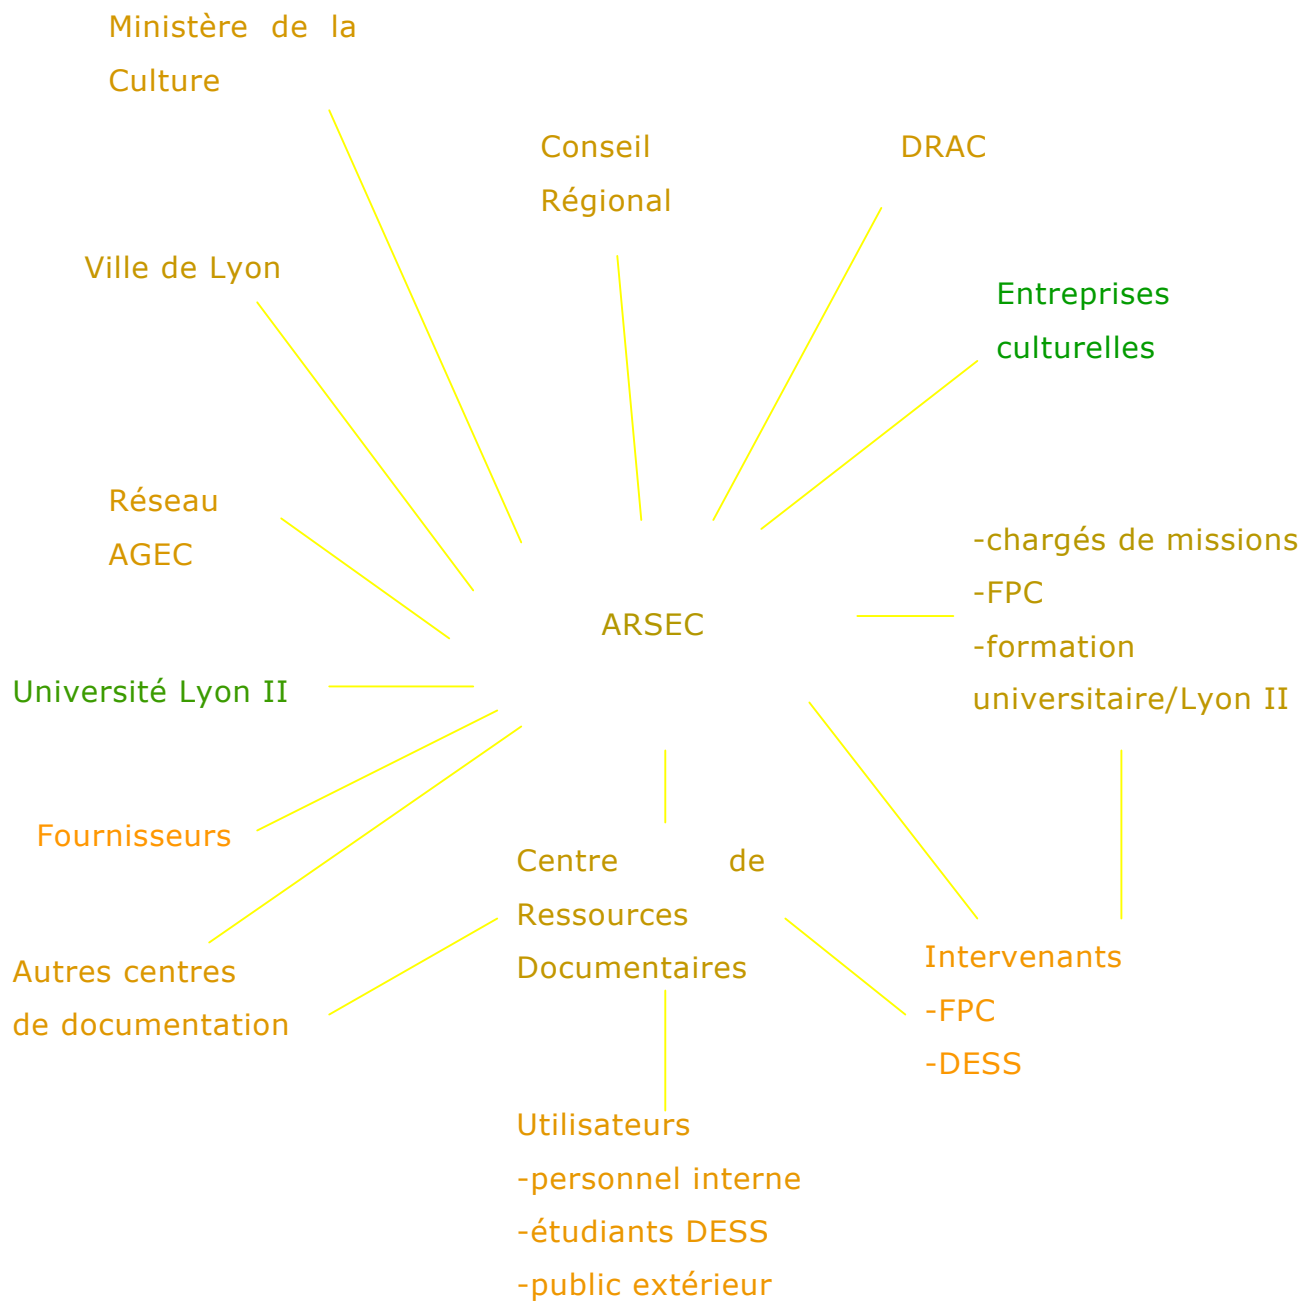 Ministère de la
Culture
Conseil
Régional
DRAC
Ville de Lyon
Entreprises
culturelles
Réseau
AGEC
-chargés de missions
-FPC
-formation
universitaire/Lyon II
ARSEC
Université Lyon II
Fournisseurs
Centre de
Ressources
Documentaires
Autres centres
de documentation
Intervenants
-FPC
-DESS
Utilisateurs
-personnel interne
-étudiants DESS
-public extérieur